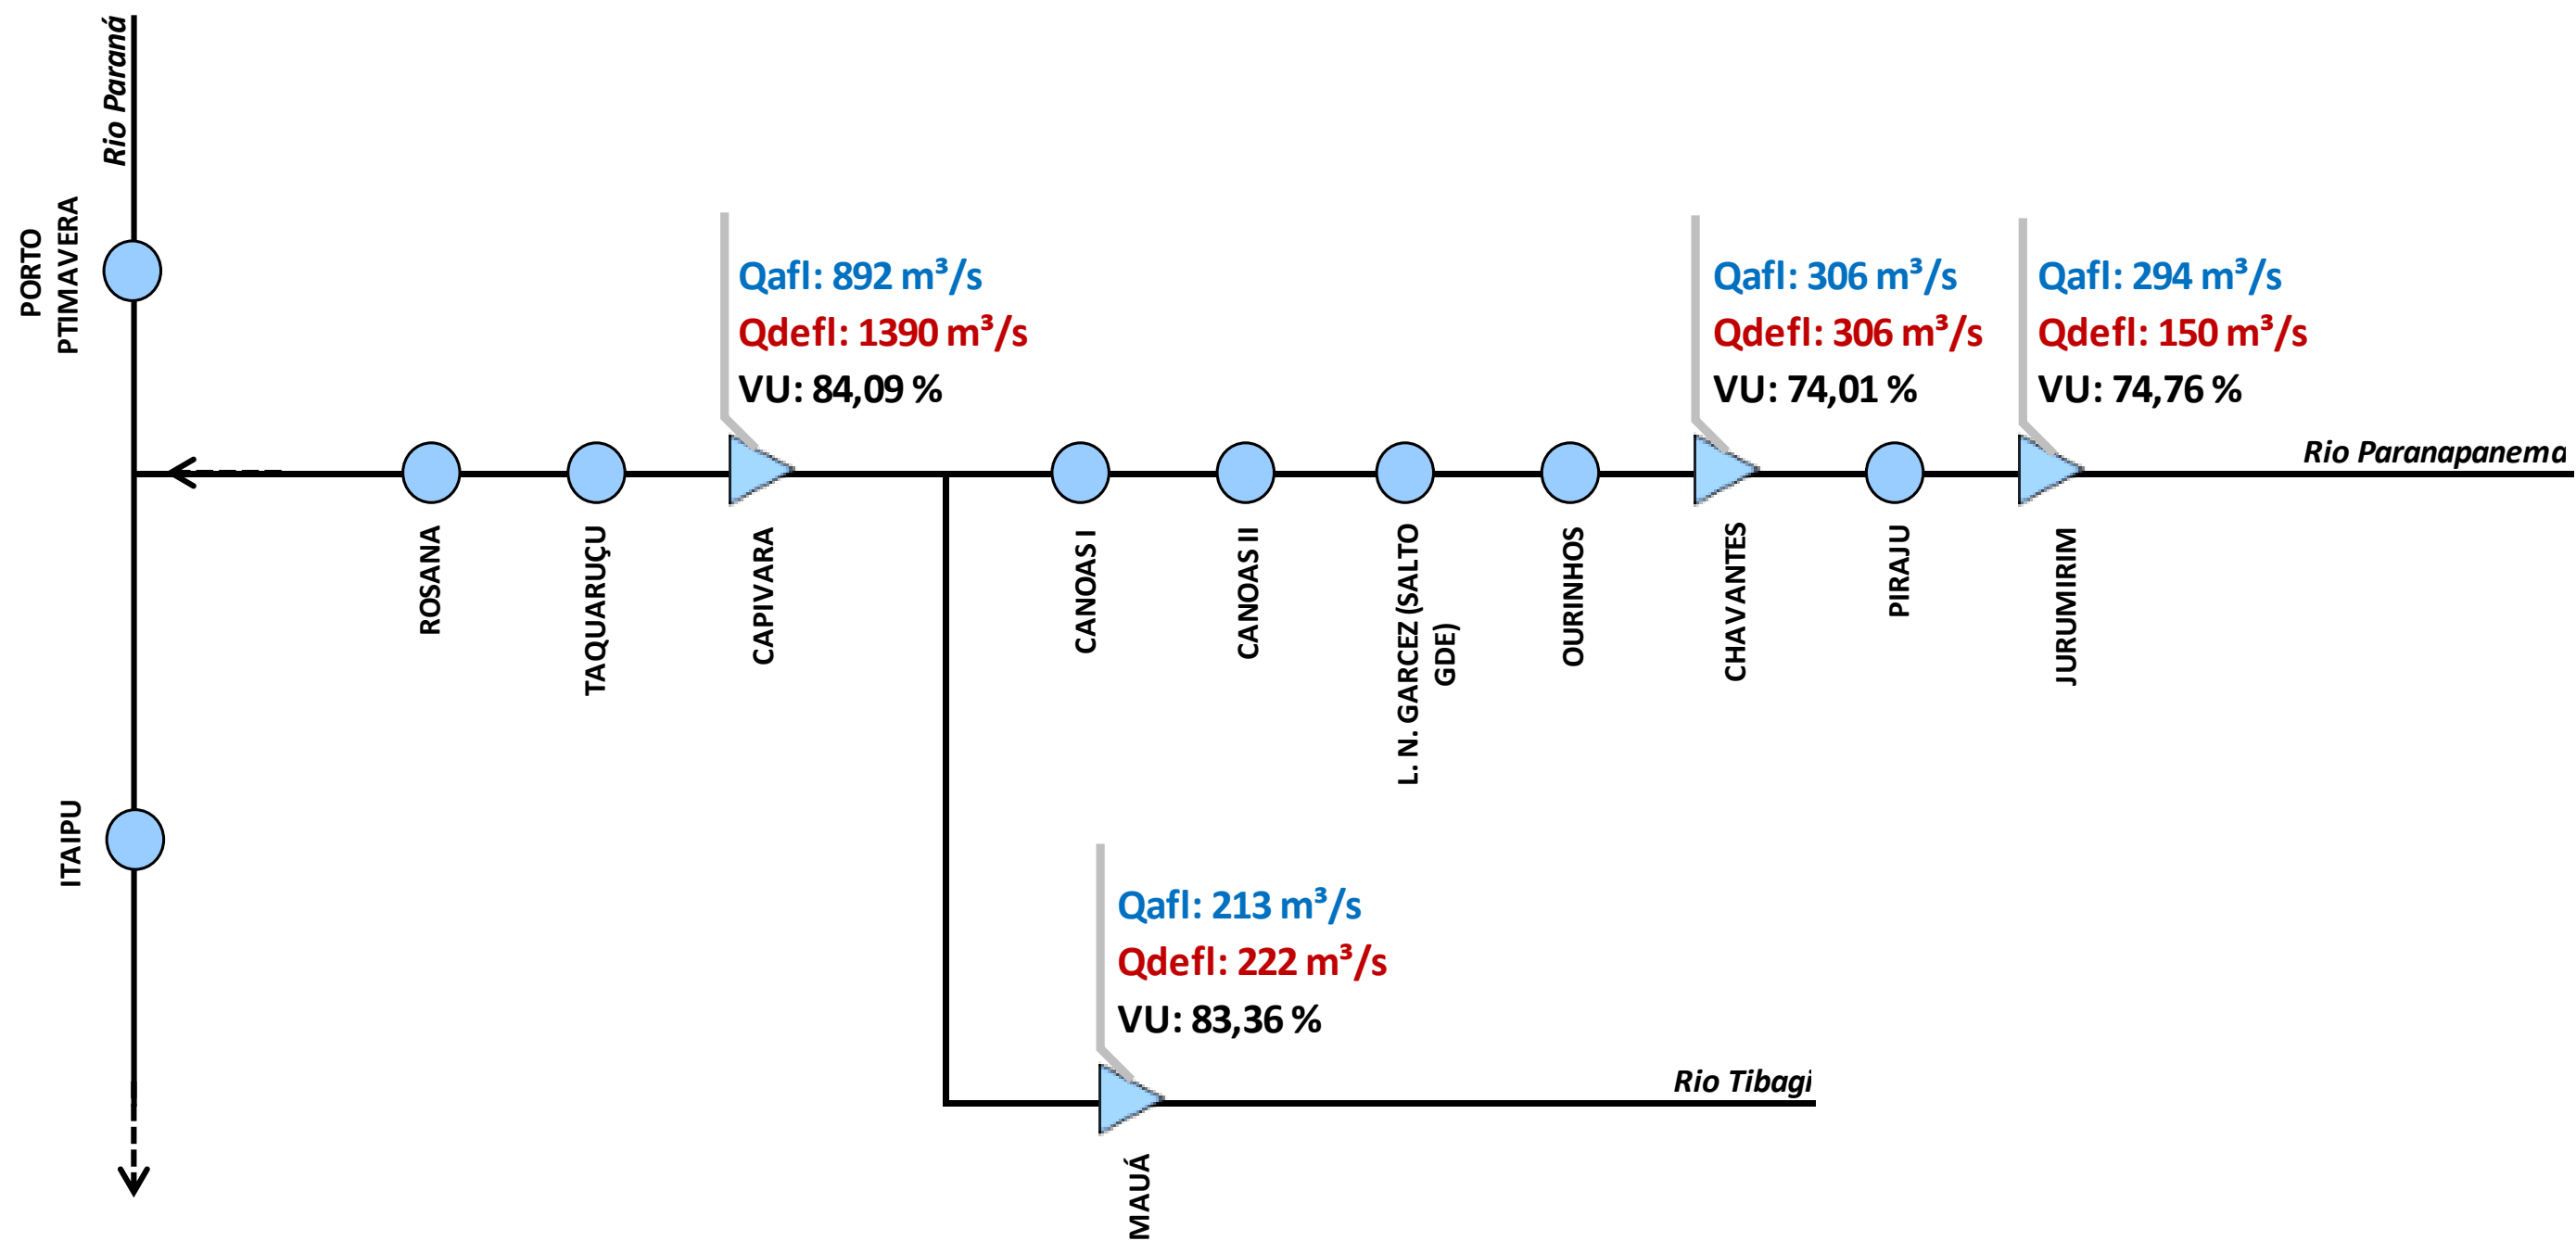 Rio Paraná
PORTO
PTIMAVERA
Qafl: 892 m³/s
Qdefl: 1390 m³/s
VU: 84,09 %
Qafl: 306 m³/s
Qdefl: 306 m³/s
VU: 74,01 %
Qafl: 294 m³/s
Qdefl: 150 m³/s
VU: 74,76 %
Rio Paranapanema
ROSANA
TAQUARUÇU
CAPIVARA
CANOAS I
CANOAS II
L. N. GARCEZ (SALTO
GDE)
OURINHOS
CHAVANTES
PIRAJU
JURUMIRIM
ITAIPU
Qafl: 213 m³/s
Qdefl: 222 m³/s
VU: 83,36 %
Rio Tibagi
MAUÁ